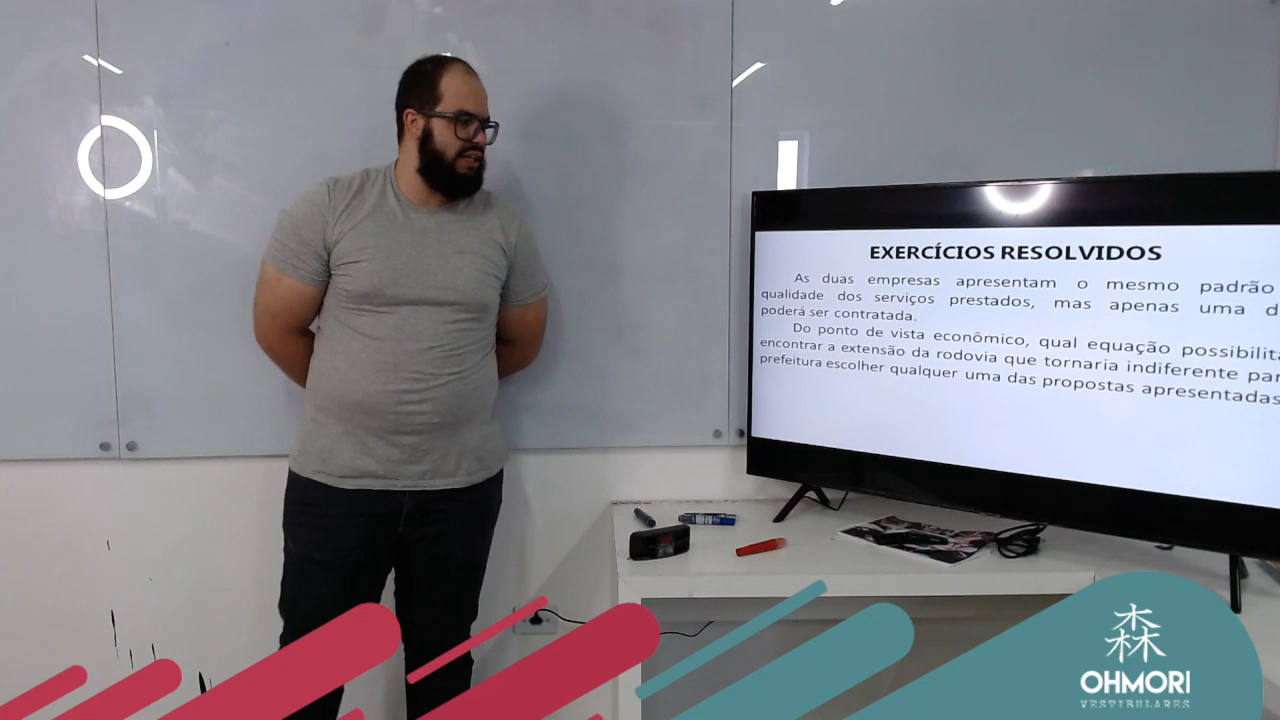 EXERCÍCIOS RESOLVIDOS
As duas empresas apresentam o mesmo padrão
qualidade dos serviços prestados, mas apenas uma
poderá ser contratada.
Do ponto de vista econômico, qual equação
encontrar a extensão da rodovia que tornaria indiferente
prefeitura escolher qualquer uma das propostas apresentadas
森
OHMORI
VESTIBULARES